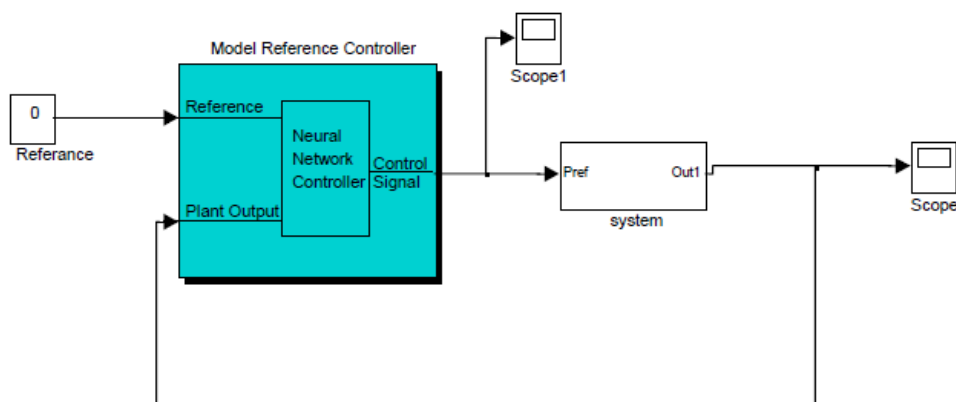 Model Reference Controller
Scope1
0
Referance
Reference
Neural
Network
Controller
Control
Signal
Plant Output
Pref
Out1
system
Scope